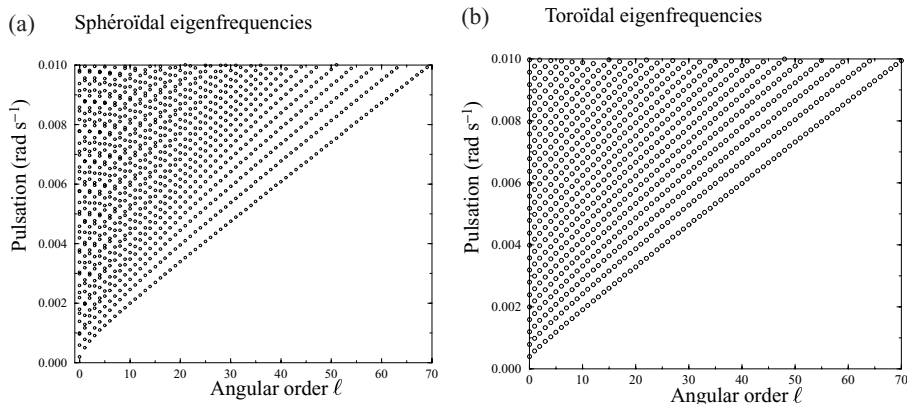 (a) Sphéroïdal eigenfrequencies
Pulsation (rad s⁻¹)
0.010
0.008
0.006
0.004
0.002
0.000
0 10 20 30 40 50 60 70
Angular order ℓ
(b) Toroïdal eigenfrequencies
Pulsation (rad s⁻¹)
0.010
0.008
0.006
0.004
0.002
0.000
0 10 20 30 40 50 60 70
Angular order ℓ